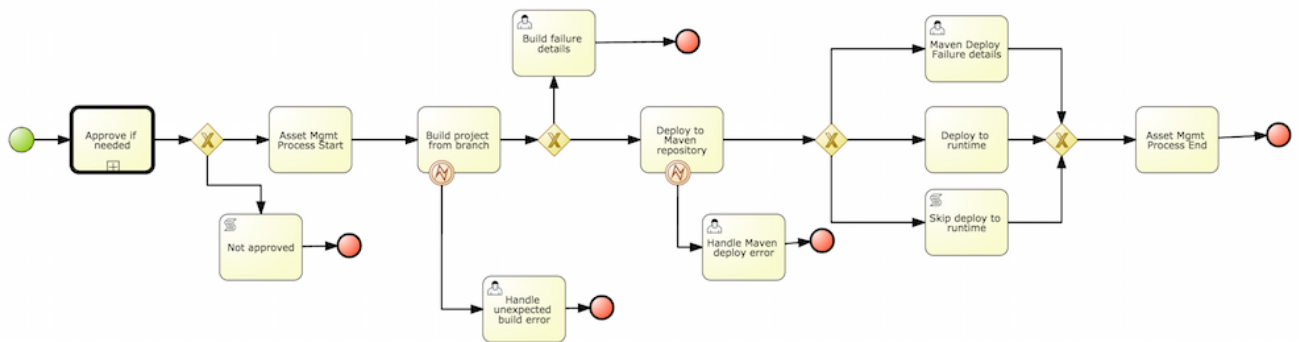 Build failure
details
Maven Deploy
Failure details
Approve if
needed
Asset Mgmt
Process Start
Build project
from branch
Deploy to
Maven
repository
Deploy to
runtime
Asset Mgmt
Process End
Not approved
Handle Maven
deploy error
Skip deploy to
runtime
Handle
unexpected
build error